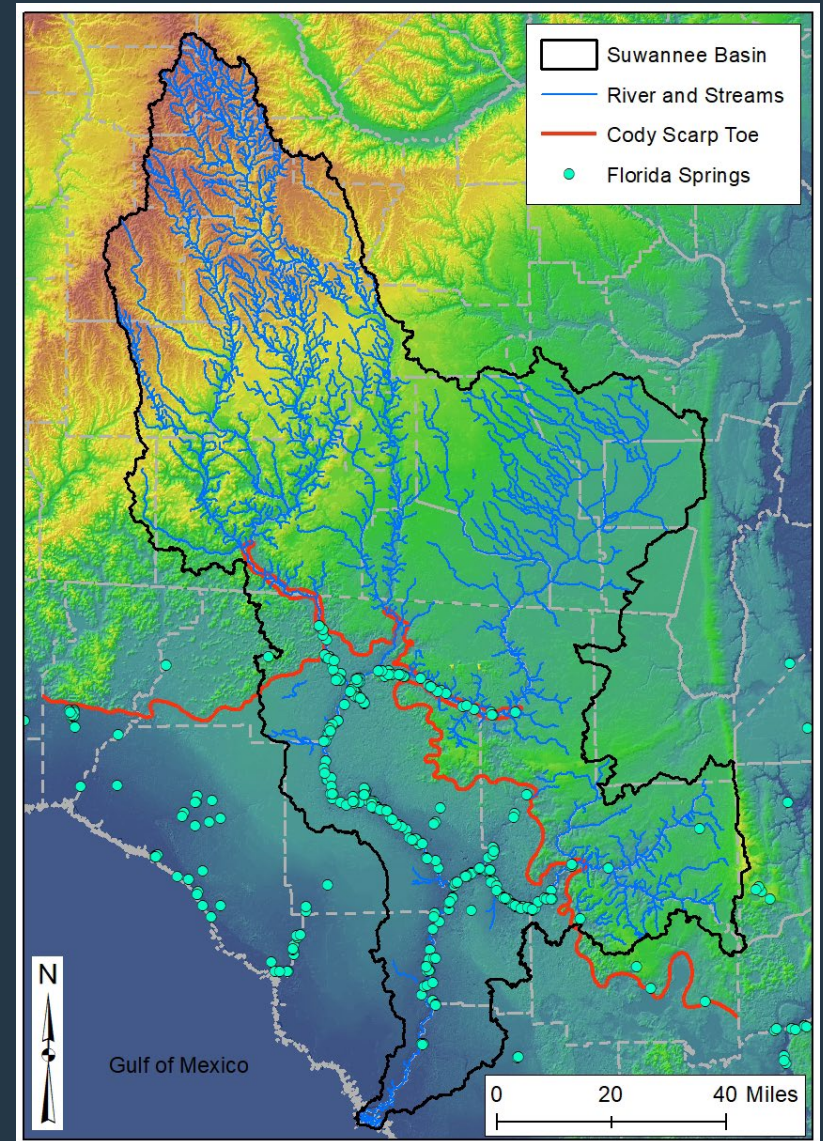 Suwannee Basin
River and Streams
Cody Scarp Toe
Florida Springs
N
Gulf of Mexico
0 20 40 Miles